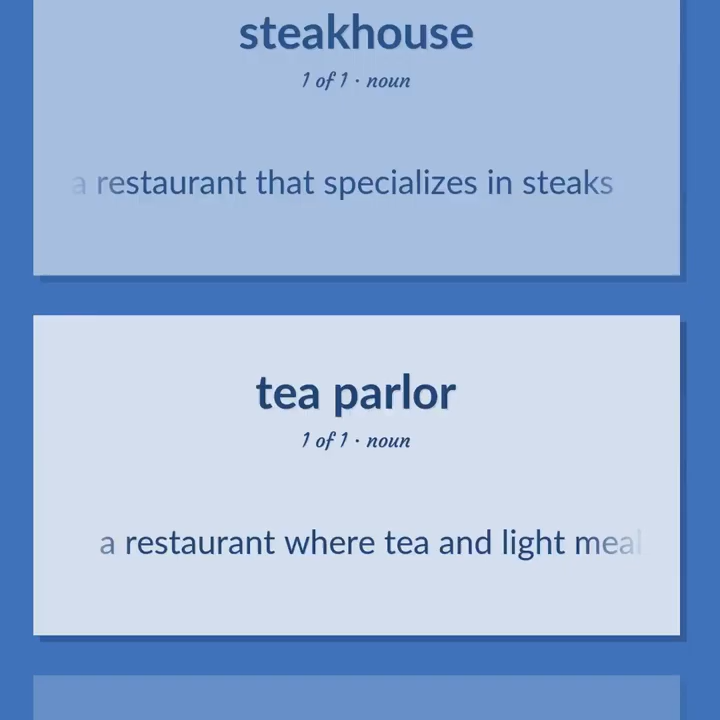 steakhouse
1 of 1 · noun
a restaurant that specializes in steaks
tea parlor
1 of 1 · noun
a restaurant where tea and light meal